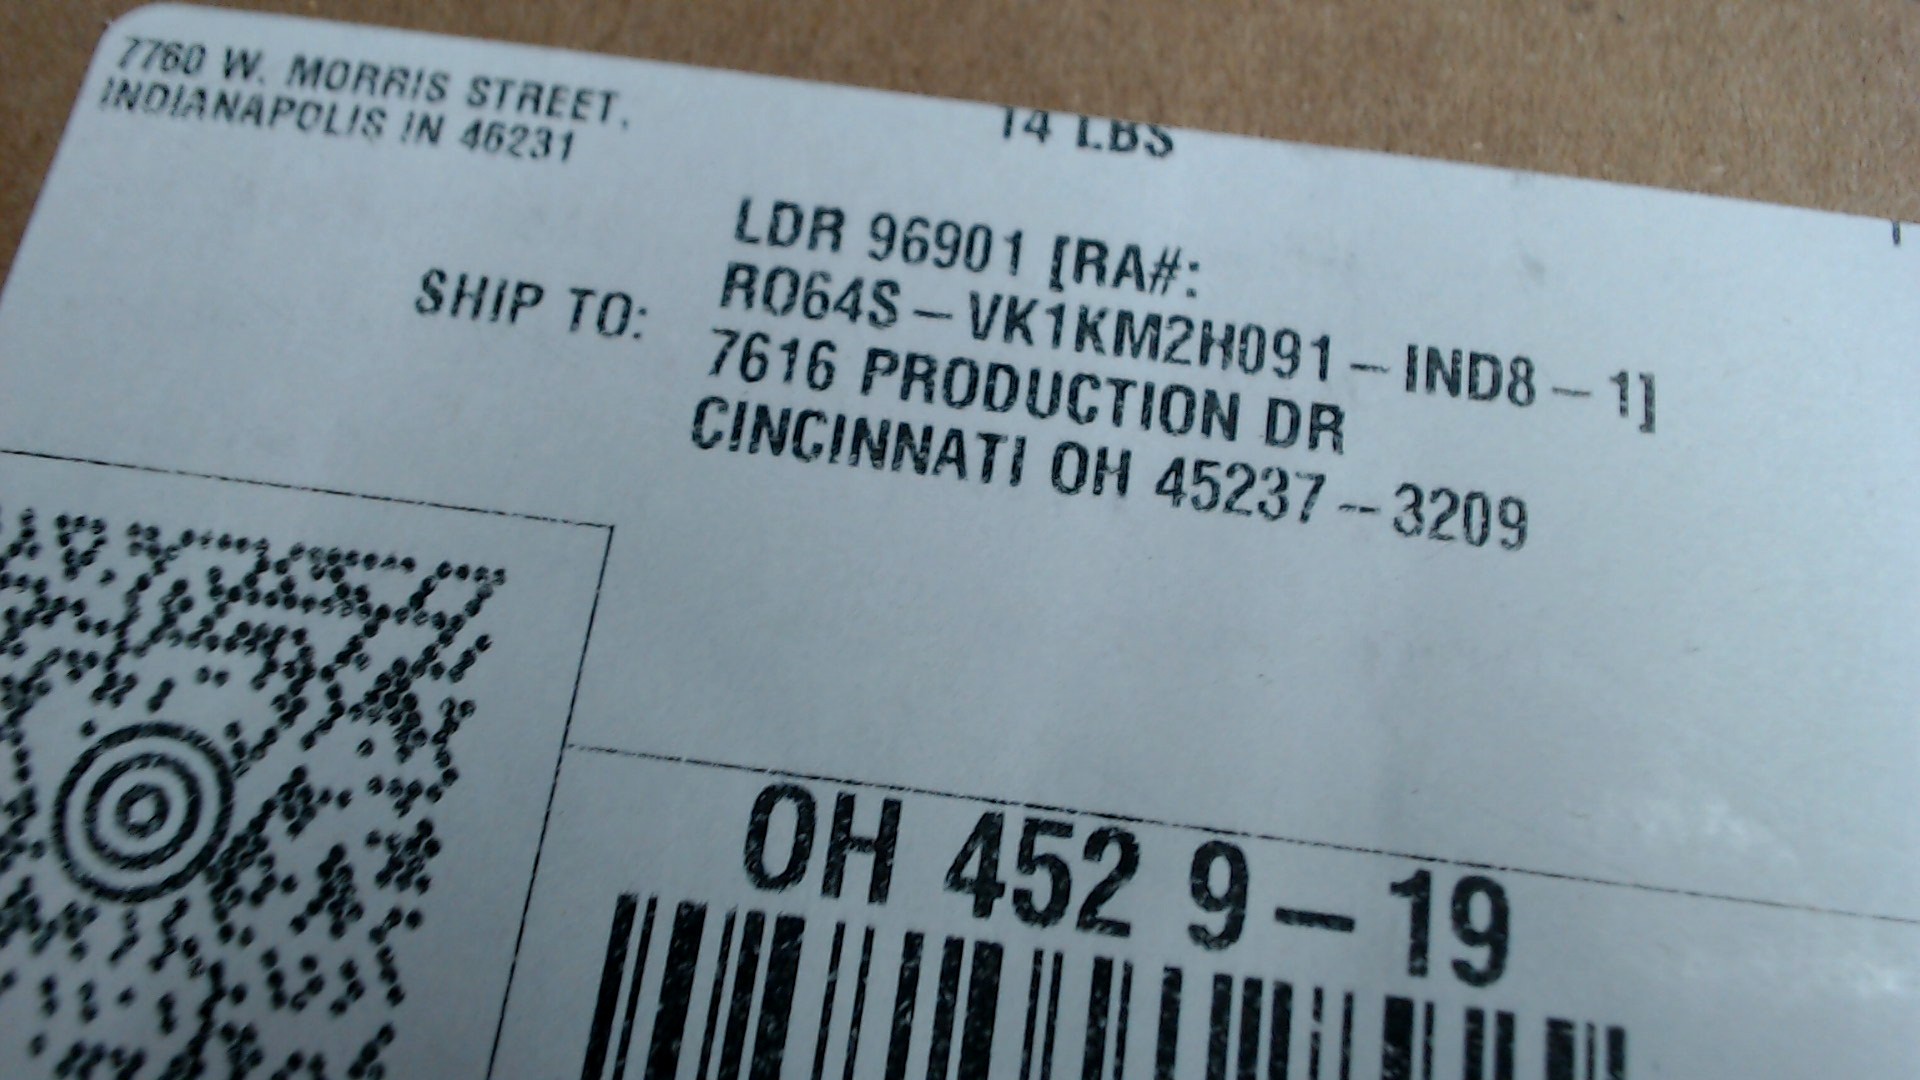 7760 W. MORRIS STREET,
INDIANAPOLIS IN 46231
14 LBS
LDR 96901 [RA#:
SHIP TO: RO64S-VK1KM2H091-IND8-1]
7616 PRODUCTION DR
CINCINNATI OH 45237-3209
OH 452 9-19